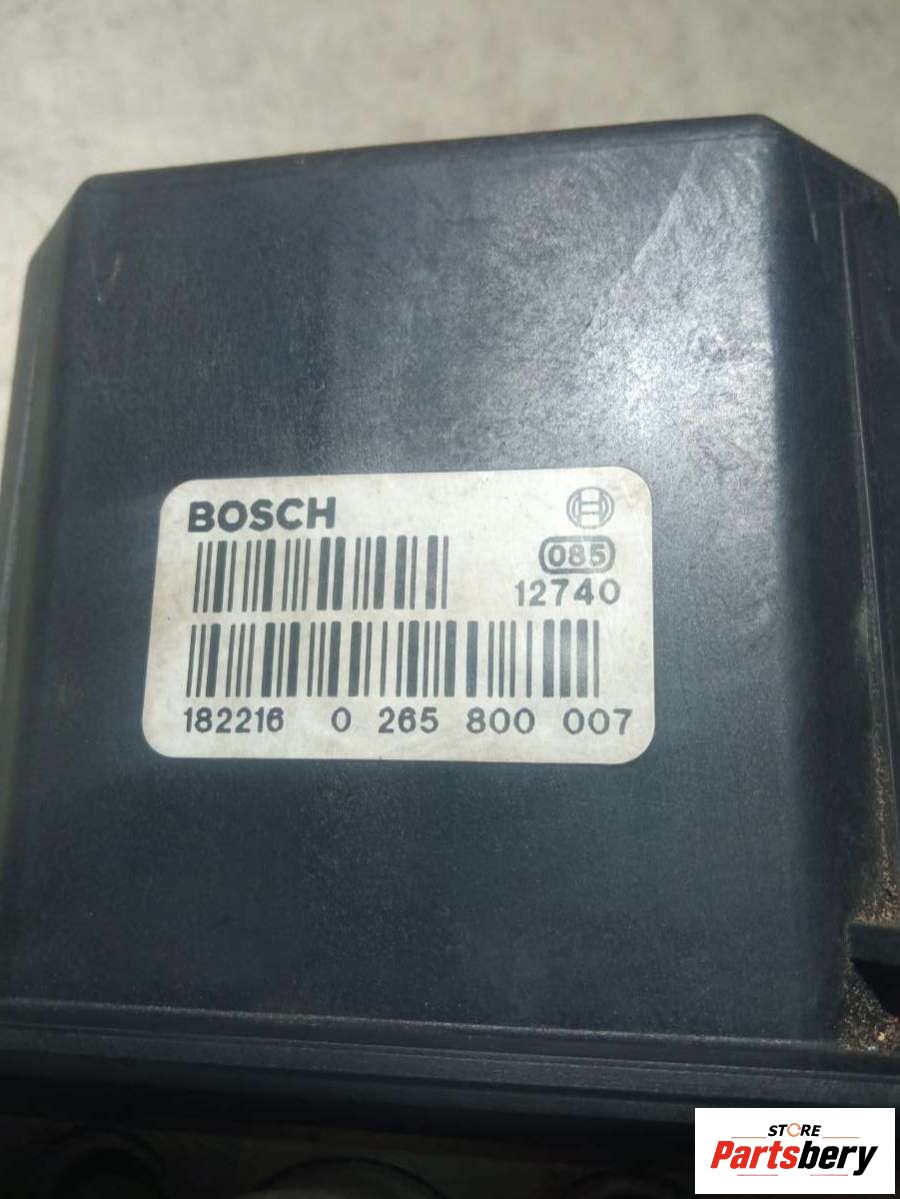 BOSCH
085
12740
182216 0 265 800 007
STORE
Partsbery